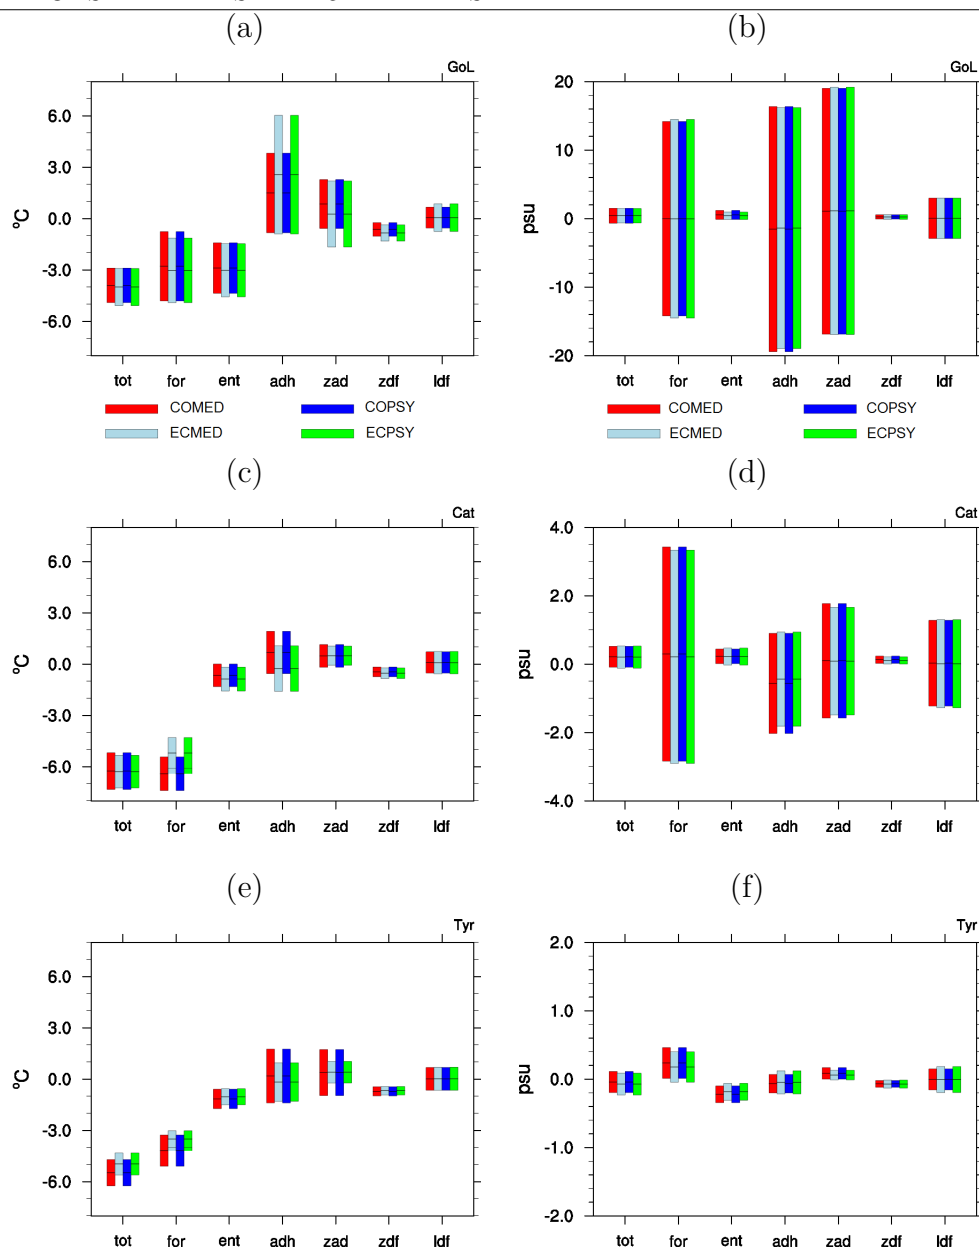 (a) (b)
GoL GoL
6.0
3.0
0.0
-3.0
-6.0
°C
20
10
0
-10
-20
psu
tot for ent adh zad zdf ldf
tot for ent adh zad zdf ldf
COMED COPSY
ECMED ECPSY
COMED COPSY
ECMED ECPSY
(c) (d)
Cat Cat
6.0
3.0
0.0
-3.0
-6.0
°C
4.0
2.0
0.0
-2.0
-4.0
psu
tot for ent adh zad zdf ldf
tot for ent adh zad zdf ldf
(e) (f)
Tyr Tyr
6.0
3.0
0.0
-3.0
-6.0
°C
2.0
1.0
0.0
-1.0
-2.0
psu
tot for ent adh zad zdf ldf
tot for ent adh zad zdf ldf